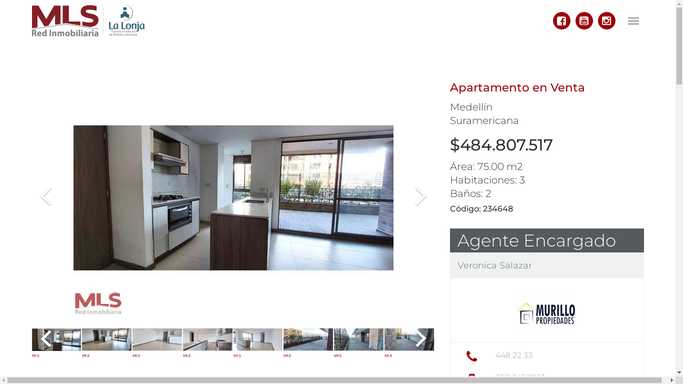 MLS
Red Inmobiliaria
La Lonja
Apartamento en Venta
Medellín
Suramericana
$484.807.517
Área: 75.00 m2
Habitaciones: 3
Baños: 2
Código: 234648
Agente Encargado
Veronica Salazar
MURILLO
PROPIEDADES
MLS
Red Inmobiliaria
448 22 33